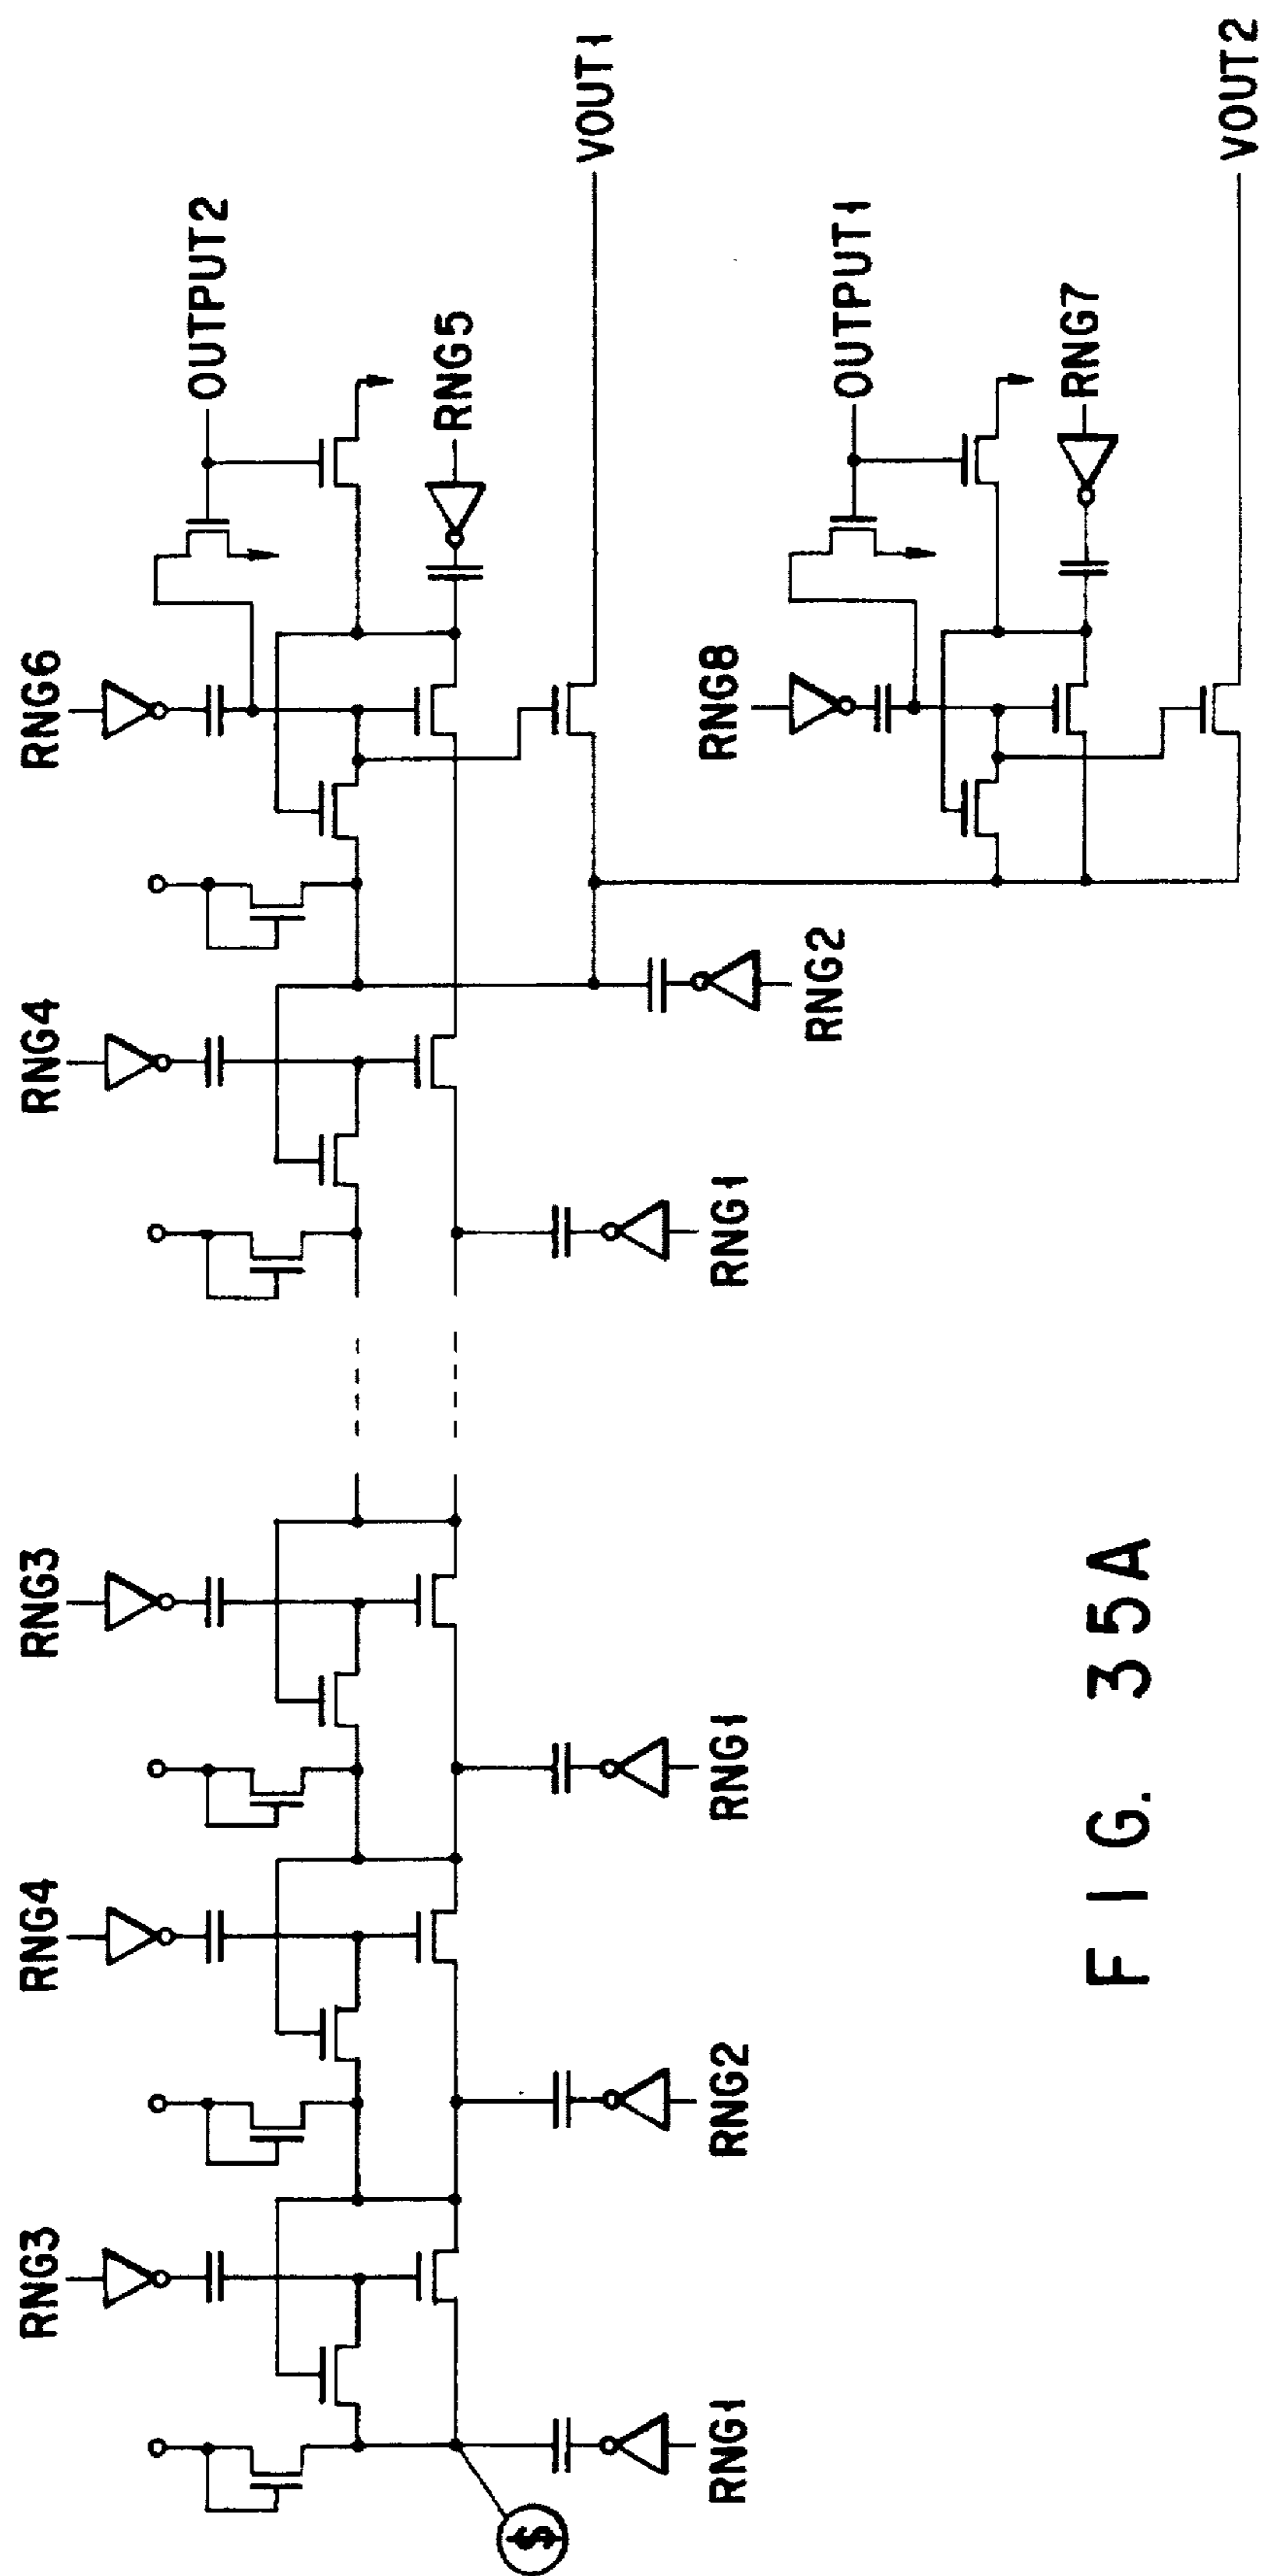 RNG3
RNG4
RNG3
RNG4
RNG6
OUTPUT2
RNG5
VOUT1
RNG1
RNG2
RNG1
RNG1
RNG2
RNG8
OUTPUT1
RNG7
VOUT2
$
FIG. 35A